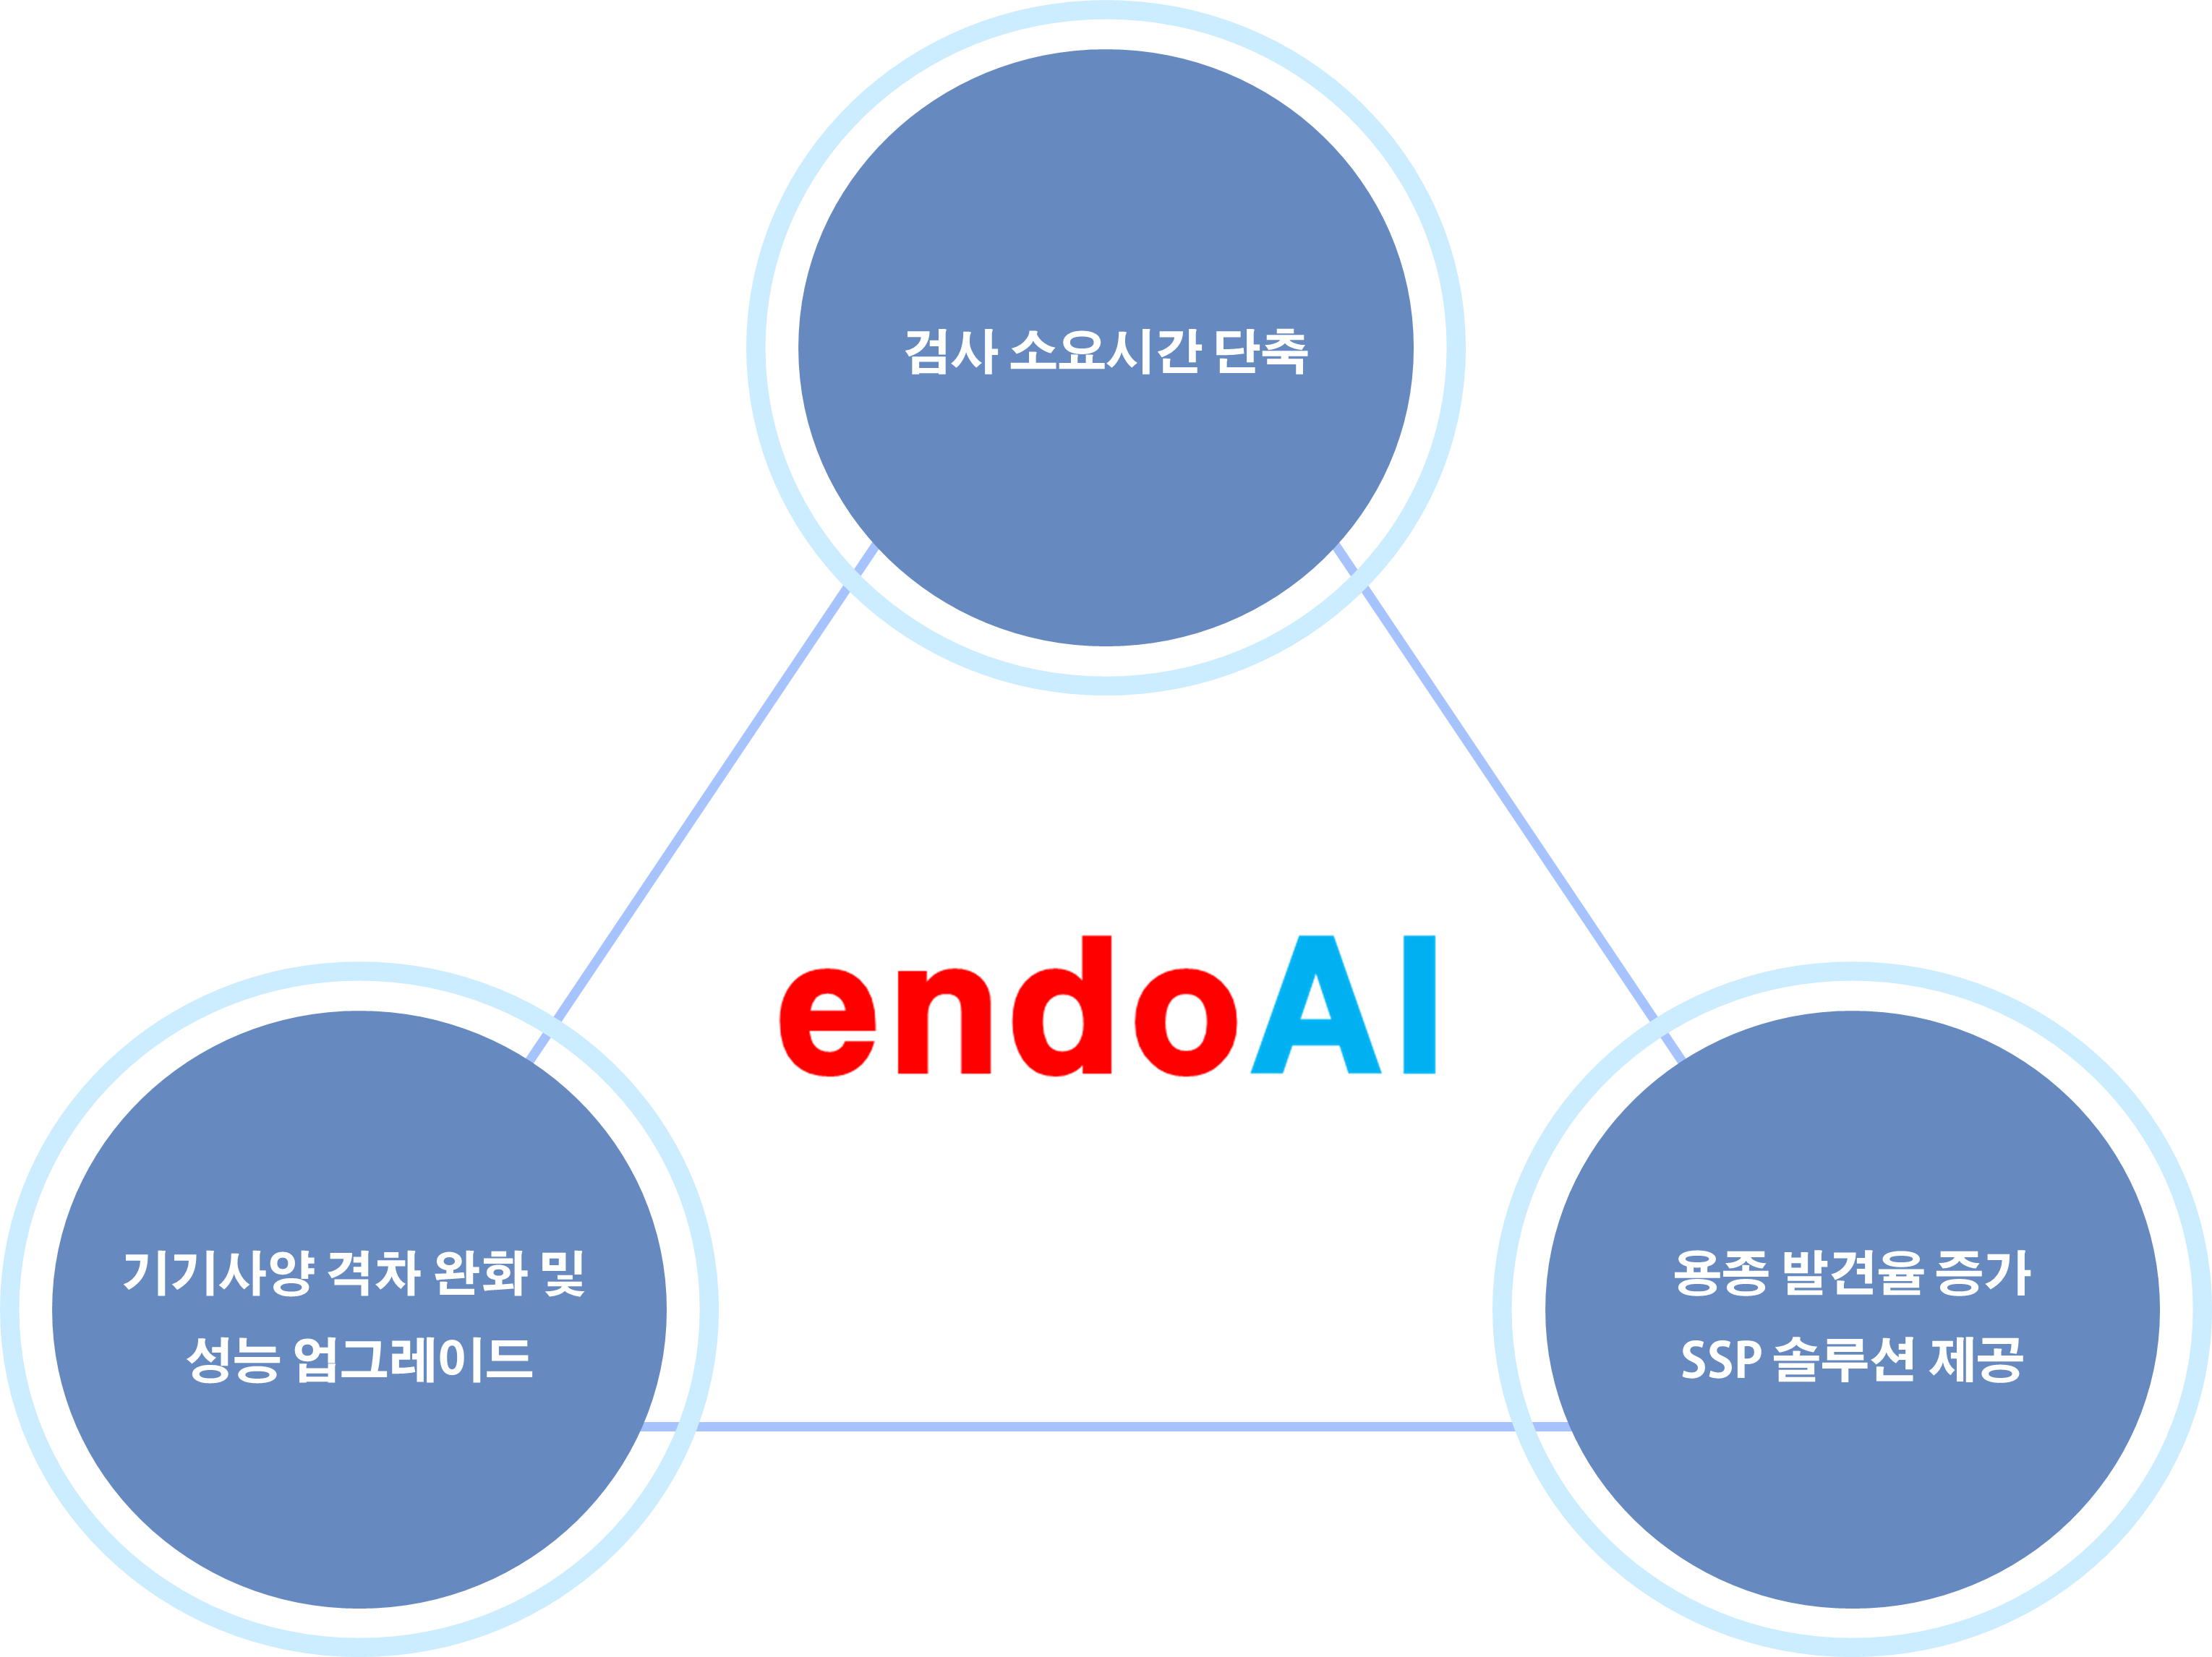 검사 소요시간 단축
endoAI
기기사양 격차 완화 및
성능 업그레이드
용종 발견율 증가
SSP 솔루션 제공